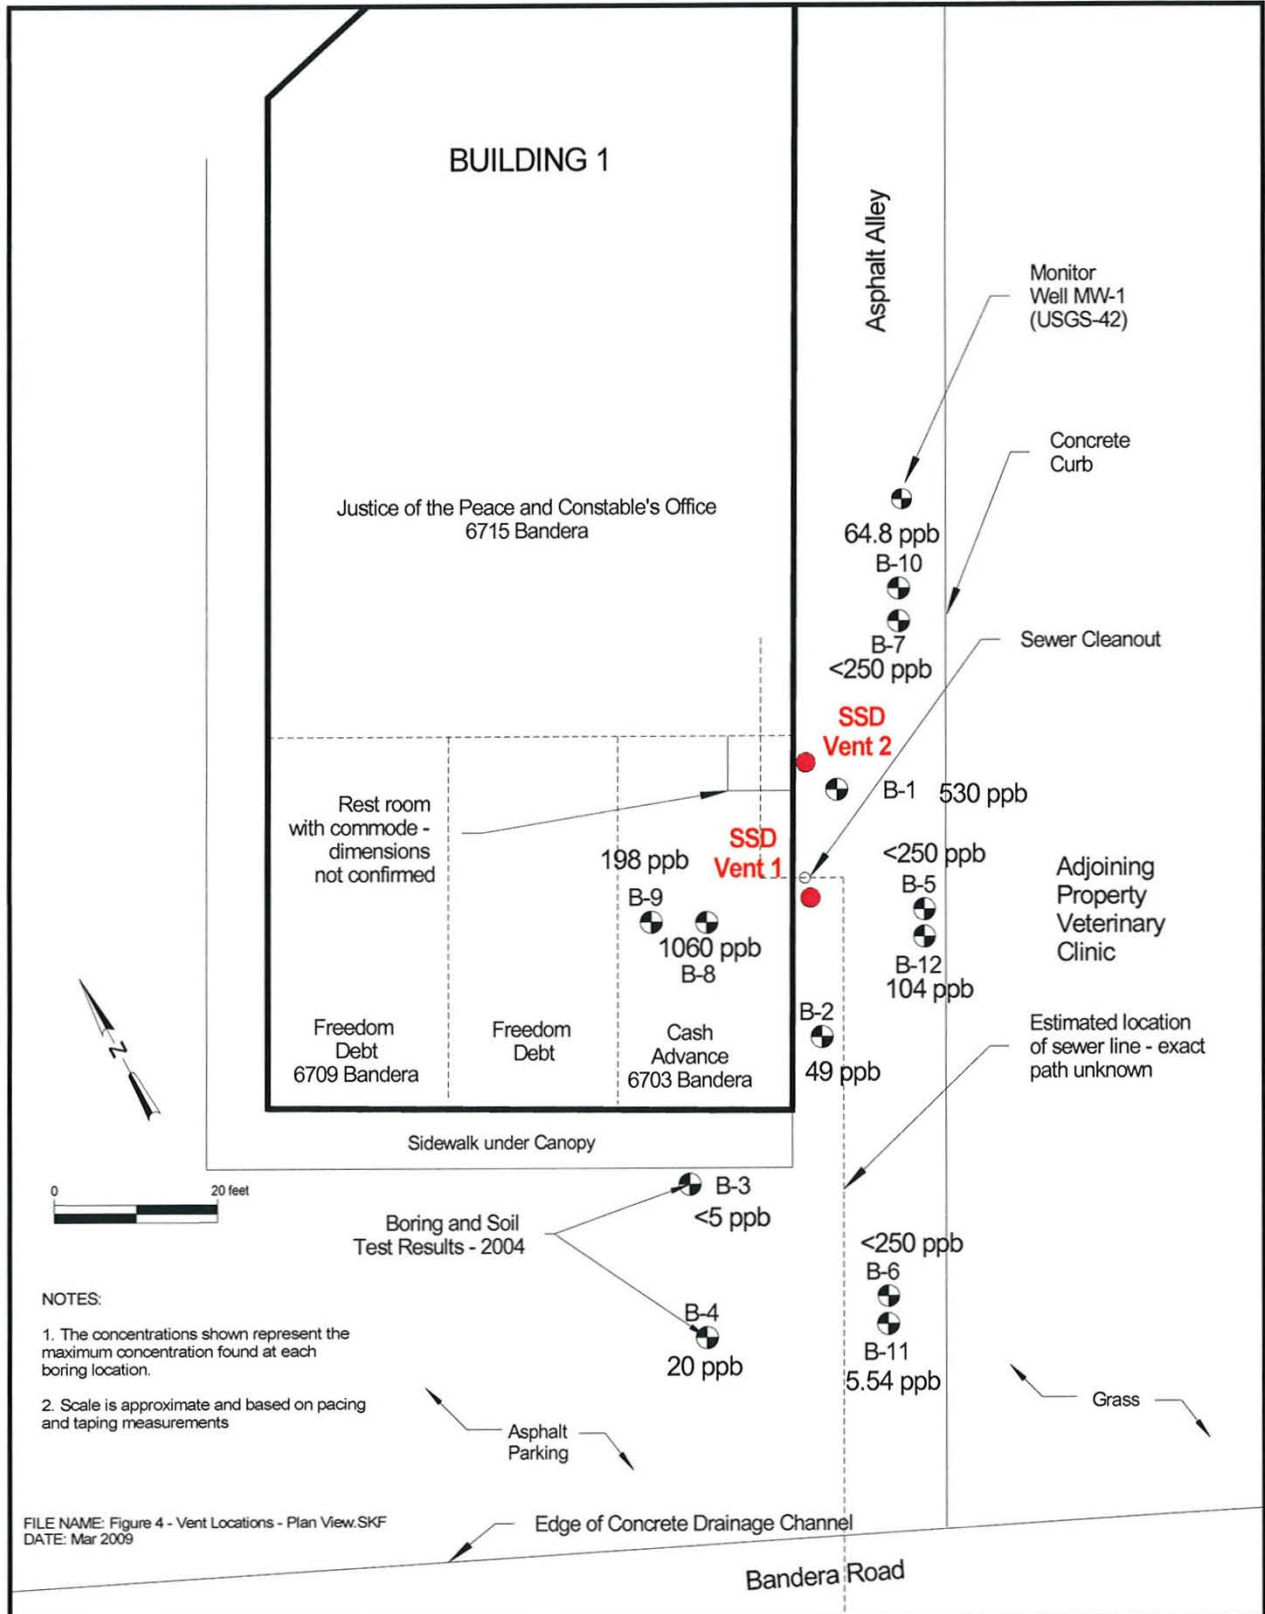 BUILDING 1
Asphalt Alley
Monitor
Well MW-1
(USGS-42)
Concrete
Curb
Justice of the Peace and Constable's Office
6715 Bandera
64.8 ppb
B-10
B-7
<250 ppb
Sewer Cleanout
SSD
Vent 2
B-1 530 ppb
Rest room
with commode -
dimensions
not confirmed
SSD
Vent 1
198 ppb
B-9
1060 ppb
B-8
<250 ppb
B-5
B-12
104 ppb
Adjoining
Property
Veterinary
Clinic
B-2
49 ppb
Freedom
Debt
6709 Bandera
Freedom
Debt
Cash
Advance
6703 Bandera
Estimated location
of sewer line - exact
path unknown
N
Sidewalk under Canopy
0 20 feet
B-3
<5 ppb
Boring and Soil
Test Results - 2004
B-4
20 ppb
<250 ppb
B-6
B-11
5.54 ppb
NOTES:
1. The concentrations shown represent the
maximum concentration found at each
boring location.
2. Scale is approximate and based on pacing
and taping measurements
Asphalt
Parking
Grass
FILE NAME: Figure 4 - Vent Locations - Plan View.SKF
DATE: Mar 2009
Edge of Concrete Drainage Channel
Bandera Road